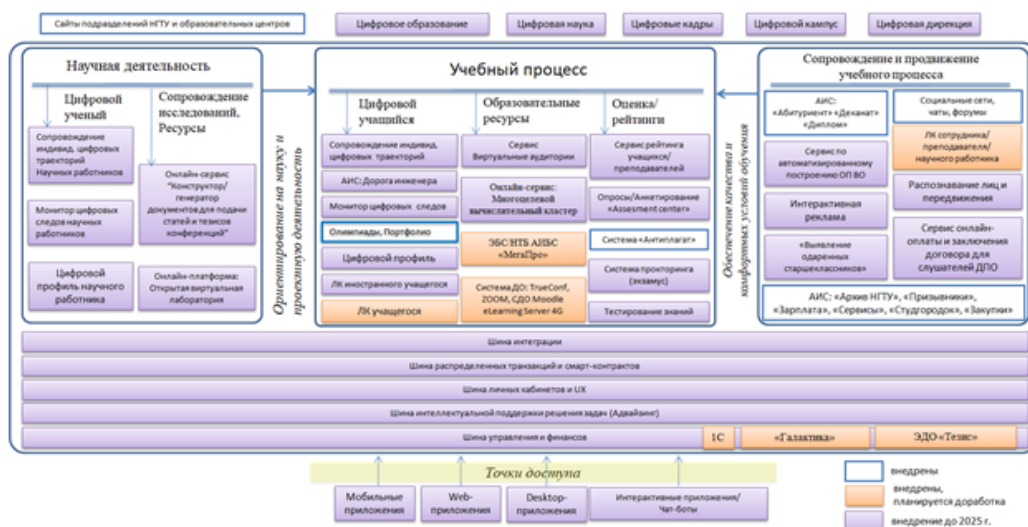 Сайты подразделений НГТУ и образовательных центров
Цифровое образование
Цифровая наука
Цифровые кадры
Цифровой кампус
Цифровая дирекция
Научная деятельность
Цифровой
ученый
Сопровождение
исследований,
Ресурсы
Сопровождение
индивид. цифровых
траекторий
Научных работников
Монитор цифровых
следов научных
работников
Цифровой
профиль научного
работника
Онлайн-сервис
"Конструктор/
генератор
документов для подачи
статей и тезисов
конференций"
Онлайн-платформа:
Открытая виртуальная
лаборатория
Ориентирование на науку и
проектную деятельность
Учебный процесс
Цифровой
учащийся
Образовательные
ресурсы
Оценка/
рейтинги
Сопровождение индивид.
цифровых траекторий
АИС: Дорога инженера
Монитор цифровых следов
Олимпиады, Портфолио
Цифровой профиль
ЛК иностранного учащегося
ЛК учащегося
Сервис
Виртуальные аудитории
Онлайн-сервис:
Многоцелевой
вычислительный кластер
ЭБС НТБ АИБС
«МегаПро»
Система ДО: TrueConf,
ZOOM, СДО Moodle
eLearning Server 4G
Сервис рейтинга
учащихся/
преподавателей
Опросы/Анкетирование
«Assesment center»
Система «Антиплагат»
Система прокторинга
(экзамус)
Тестирование знаний
Обеспечение качества и
комфортных условий обучения
Сопровождение и продвижение
учебного процесса
АИС:
«Абитуриент» «Деканат»
«Диплом»
Сервис по
автоматизированному
построению ОП ВО
Интерактивная
реклама
«Выявление
одаренных
старшеклассников»
Социальные сети,
чаты, форумы
ЛК сотрудника/
преподавателя/
научного работника
Распознавание лиц и
передвижения
Сервис онлайн-
оплаты и заключения
договора для
слушателей ДПО
АИС: «Архив НГТУ», «Призывники»,
«Зарплата», «Сервисы», «Студгородок», «Закупки»
Шина интеграции
Шина распределенных транзакций и смарт-контрактов
Шина личных кабинетов и UX
Шина интеллектуальной поддержки решения задач (Адвайзинг)
Шина управления и финансов
1С
«Галактика»
ЭДО «Тезис»
Точки доступа
Мобильные
приложения
Web-
приложения
Desktop-
приложения
Интерактивные приложения/
Чат-боты
внедрены
внедрены,
планируется доработка
внедрение до 2025 г.